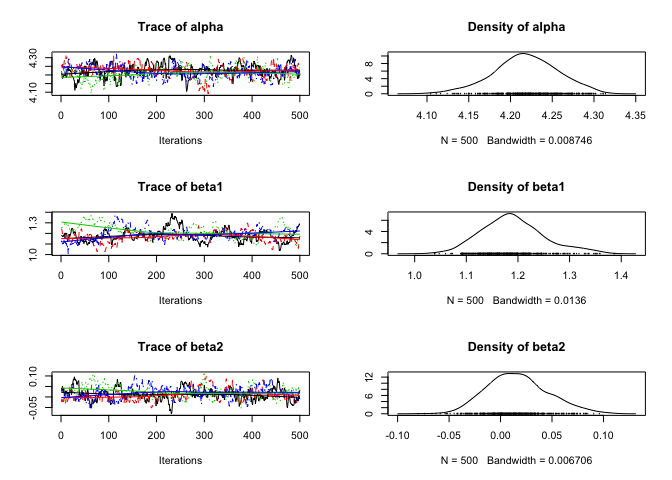 Trace of alpha
4.10 4.30
0 100 200 300 400 500
Iterations
Density of alpha
0 4 8
4.10 4.15 4.20 4.25 4.30 4.35
N = 500 Bandwidth = 0.008746
Trace of beta1
1.0 1.3
0 100 200 300 400 500
Iterations
Density of beta1
0 4
1.0 1.1 1.2 1.3 1.4
N = 500 Bandwidth = 0.0136
Trace of beta2
-0.05 0.10
0 100 200 300 400 500
Iterations
Density of beta2
0 4 8 12
-0.10 -0.05 0.00 0.05 0.10
N = 500 Bandwidth = 0.006706